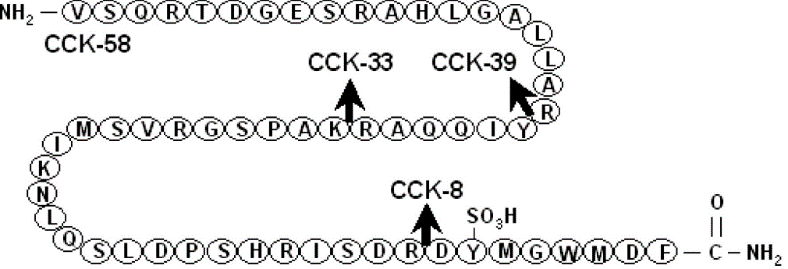 NH₂ – V S Q R T D G E S R A H L G A
L
CCK-58
L
CCK-33
CCK-39
A
R
M S V R G S P A K R A Q Q I Y
I
K
N
CCK-8
L
SO₃H
O
Q
S L D P S H R I S D R D Y M G W M D F – C – NH₂